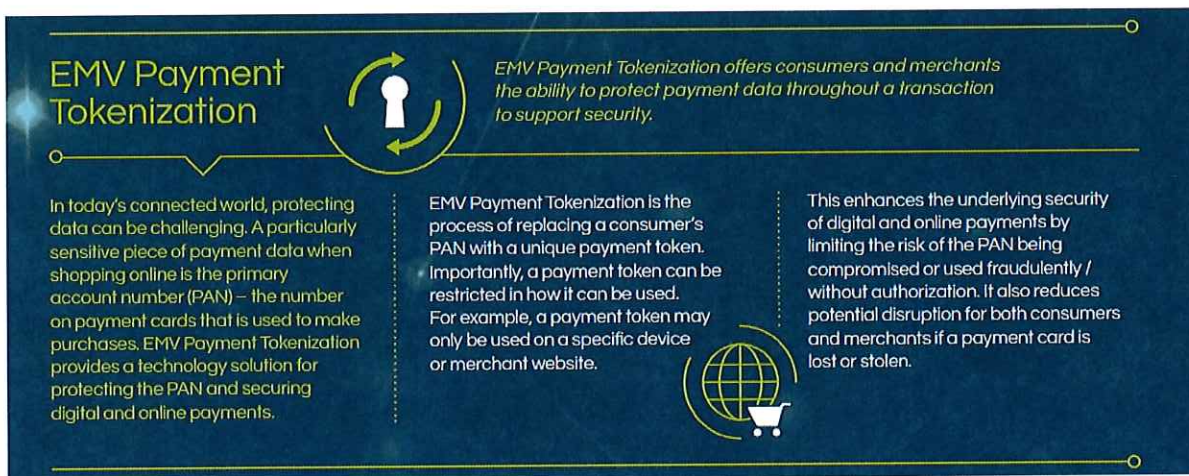 EMV Payment
Tokenization
EMV Payment Tokenization offers consumers and merchants
the ability to protect payment data throughout a transaction
to support security.
In today's connected world, protecting
data can be challenging. A particularly
sensitive piece of payment data when
shopping online is the primary
account number (PAN) – the number
on payment cards that is used to make
purchases. EMV Payment Tokenization
provides a technology solution for
protecting the PAN and securing
digital and online payments.
EMV Payment Tokenization is the
process of replacing a consumer's
PAN with a unique payment token.
Importantly, a payment token can be
restricted in how it can be used.
For example, a payment token may
only be used on a specific device
or merchant website.
This enhances the underlying security
of digital and online payments by
limiting the risk of the PAN being
compromised or used fraudulently /
without authorization. It also reduces
potential disruption for both consumers
and merchants if a payment card is
lost or stolen.